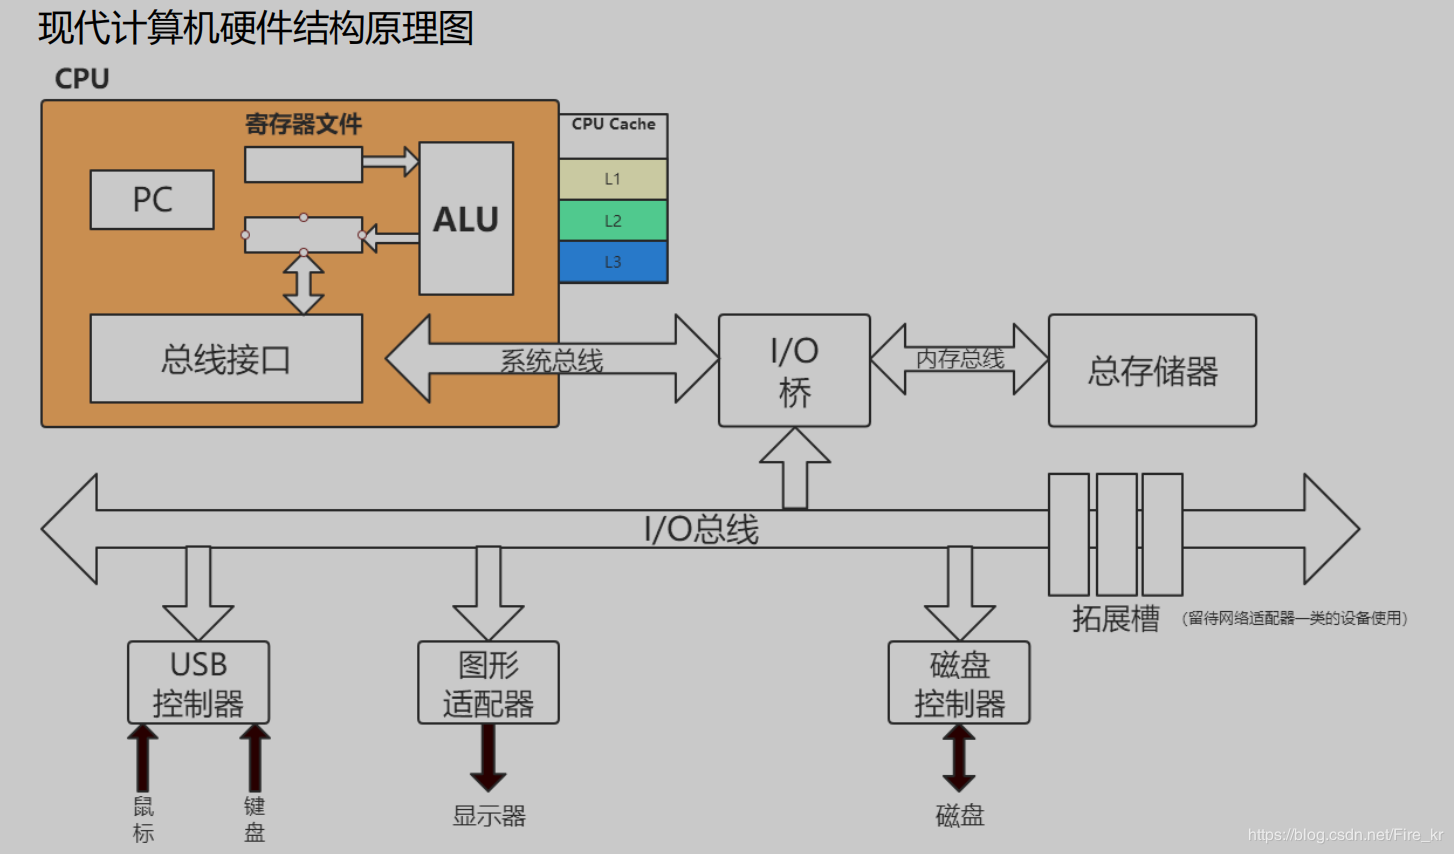 现代计算机硬件结构原理图
CPU
寄存器文件
CPU Cache
PC
ALU
L1
L2
L3
总线接口
系统总线
I/O
桥
内存总线
总存储器
I/O总线
拓展槽
（留待网络适配器一类的设备使用）
USB
控制器
图形
适配器
磁盘
控制器
鼠
标
键
盘
显示器
磁盘
https://blog.csdn.net/Fire_kr